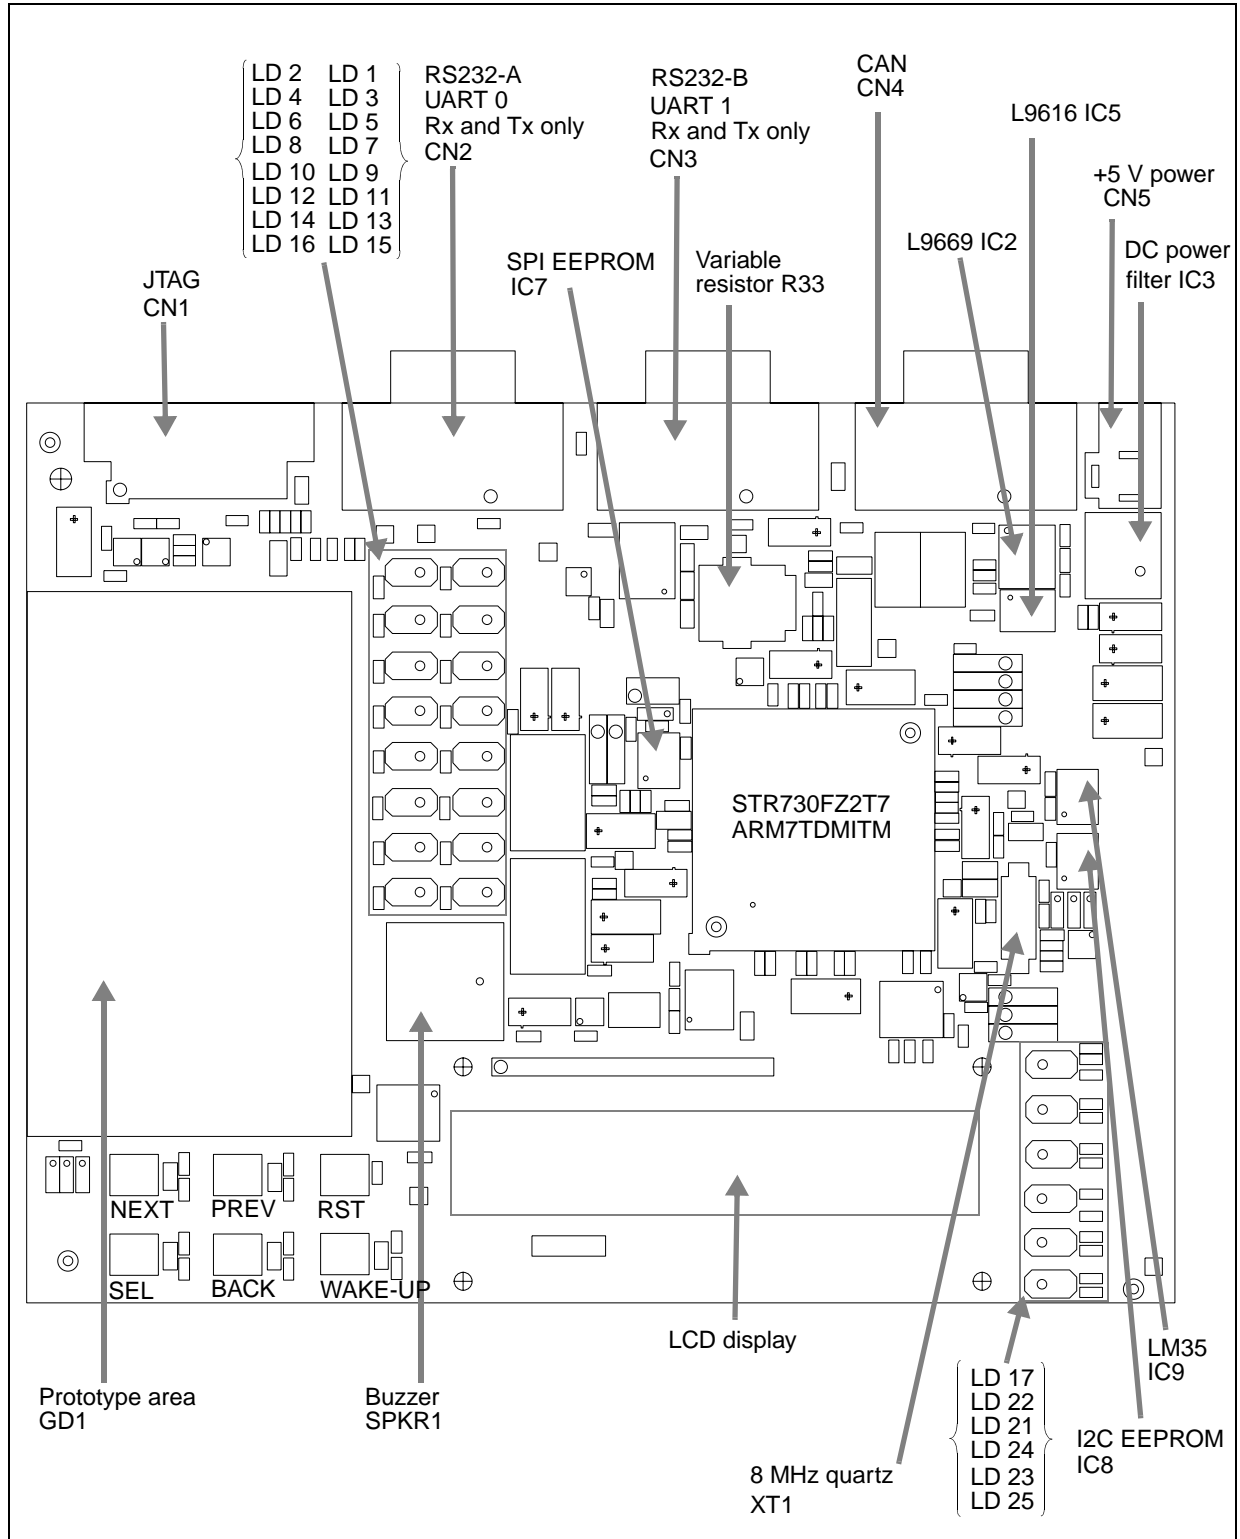 LD 2 LD 1
LD 4 LD 3
LD 6 LD 5
LD 8 LD 7
LD 10 LD 9
LD 12 LD 11
LD 14 LD 13
LD 16 LD 15
RS232-A
UART 0
Rx and Tx only
CN2
RS232-B
UART 1
Rx and Tx only
CN3
CAN
CN4
L9616 IC5
+5 V power
CN5
L9669 IC2
DC power
filter IC3
JTAG
CN1
SPI EEPROM
IC7
Variable
resistor R33
STR730FZ2T7
ARM7TDMITM
NEXT
PREV
RST
SEL
BACK
WAKE-UP
LCD display
LM35
IC9
Prototype area
GD1
Buzzer
SPKR1
LD 17
LD 22
LD 21
LD 24
LD 23
LD 25
I2C EEPROM
IC8
8 MHz quartz
XT1